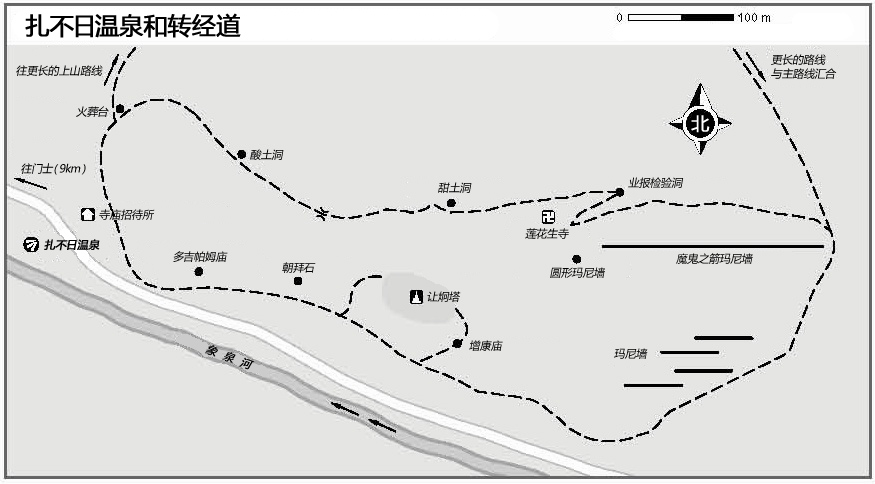 扎不日温泉和转经道
0 100 m
往更长的上山路线
更长的路线
与主路线汇合
火葬台
北
酸土洞
往门士(9km)
甜土洞
业报检验洞
寺庙招待所
莲花生寺
扎不日温泉
多吉帕姆庙
朝拜石
圆形玛尼墙
魔鬼之箭玛尼墙
让炯塔
增康庙
玛尼墙
象泉河